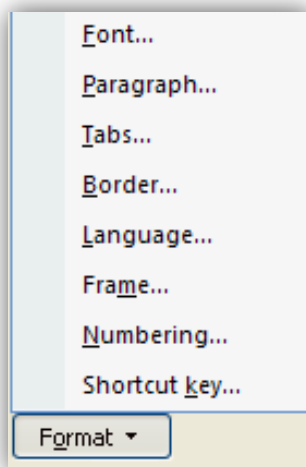 Font...
Paragraph...
Tabs...
Border...
Language...
Frame...
Numbering...
Shortcut key...
Format